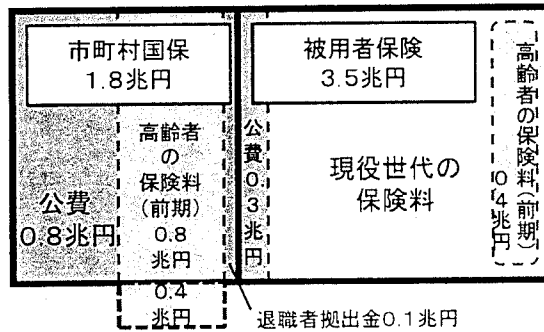 市町村国保
1.8兆円
被用者保険
3.5兆円
高齢者の保険料(前期)
0.4兆円
公費
0.8兆円
高齢者
の
保険料
(前期)
0.8
兆円
0.4
兆円
公費0.3兆円
現役世代の
保険料
退職者拠出金0.1兆円